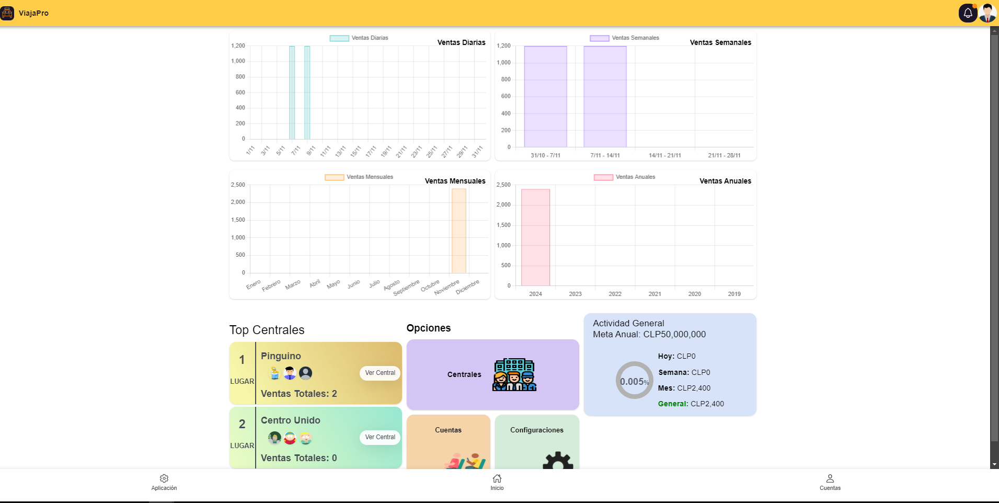 ViajaPro
Ventas Diarias
Ventas Diarias
1,200
1,000
800
600
400
200
0
1/11 3/11 5/11 7/11 9/11 11/11 13/11 15/11 17/11 19/11 21/11 23/11 25/11 27/11 29/11 31/11
Ventas Semanales
Ventas Semanales
1,200
1,000
800
600
400
200
0
31/10 - 7/11 7/11 - 14/11 14/11 - 21/11 21/11 - 28/11
Ventas Mensuales
Ventas Mensuales
2,500
2,000
1,500
1,000
500
0
Enero Febrero Marzo Abril Mayo Junio Julio Agosto Septiembre Octubre Noviembre Diciembre
Ventas Anuales
Ventas Anuales
2,500
2,000
1,500
1,000
500
0
2024 2023 2022 2021 2020 2019
Top Centrales
1
LUGAR
Pinguino
Ver Central
Ventas Totales: 2
2
LUGAR
Centro Unido
Ver Central
Ventas Totales: 0
Opciones
Centrales
Cuentas
Configuraciones
Actividad General
Meta Anual: CLP50,000,000
0.005%
Hoy: CLP0
Semana: CLP0
Mes: CLP2,400
General: CLP2,400
Aplicación
Inicio
Cuentas